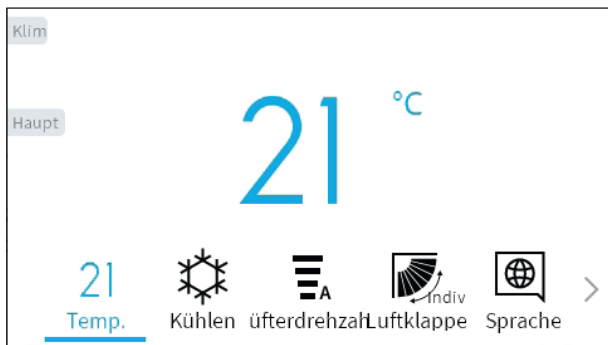 Klim
Haupt
21 °C
21
A
Indiv
Temp.
Kühlen
üfterdrehzah
Luftklappe
Sprache